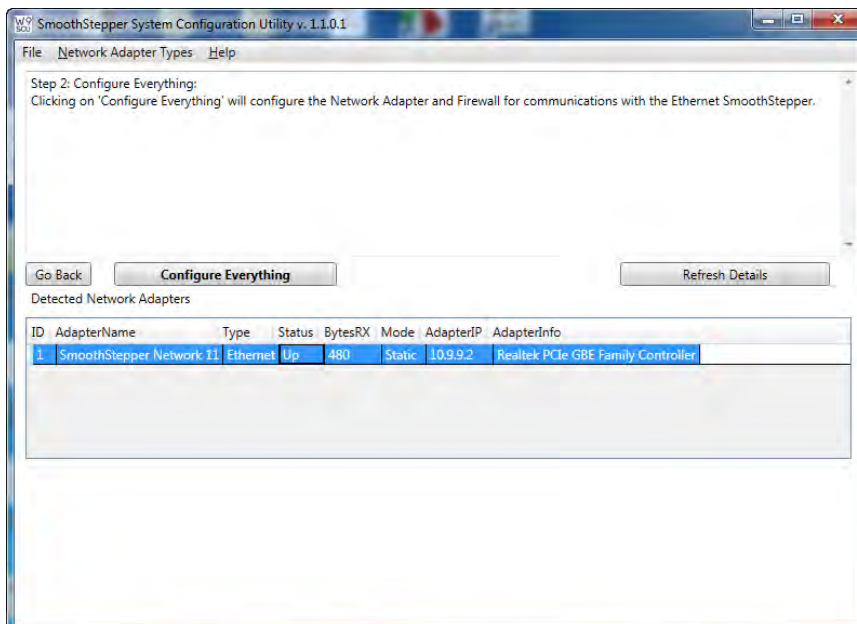 SmoothStepper System Configuration Utility v. 1.1.0.1
File Network Adapter Types Help
Step 2: Configure Everything:
Clicking on 'Configure Everything' will configure the Network Adapter and Firewall for communications with the Ethernet SmoothStepper.
Go Back Configure Everything Refresh Details
Detected Network Adapters
ID AdapterName Type Status BytesRX Mode AdapterIP AdapterInfo
1 SmoothStepper Network 11 Ethernet Up 480 Static 10.9.9.2 Realtek PCIe GBE Family Controller